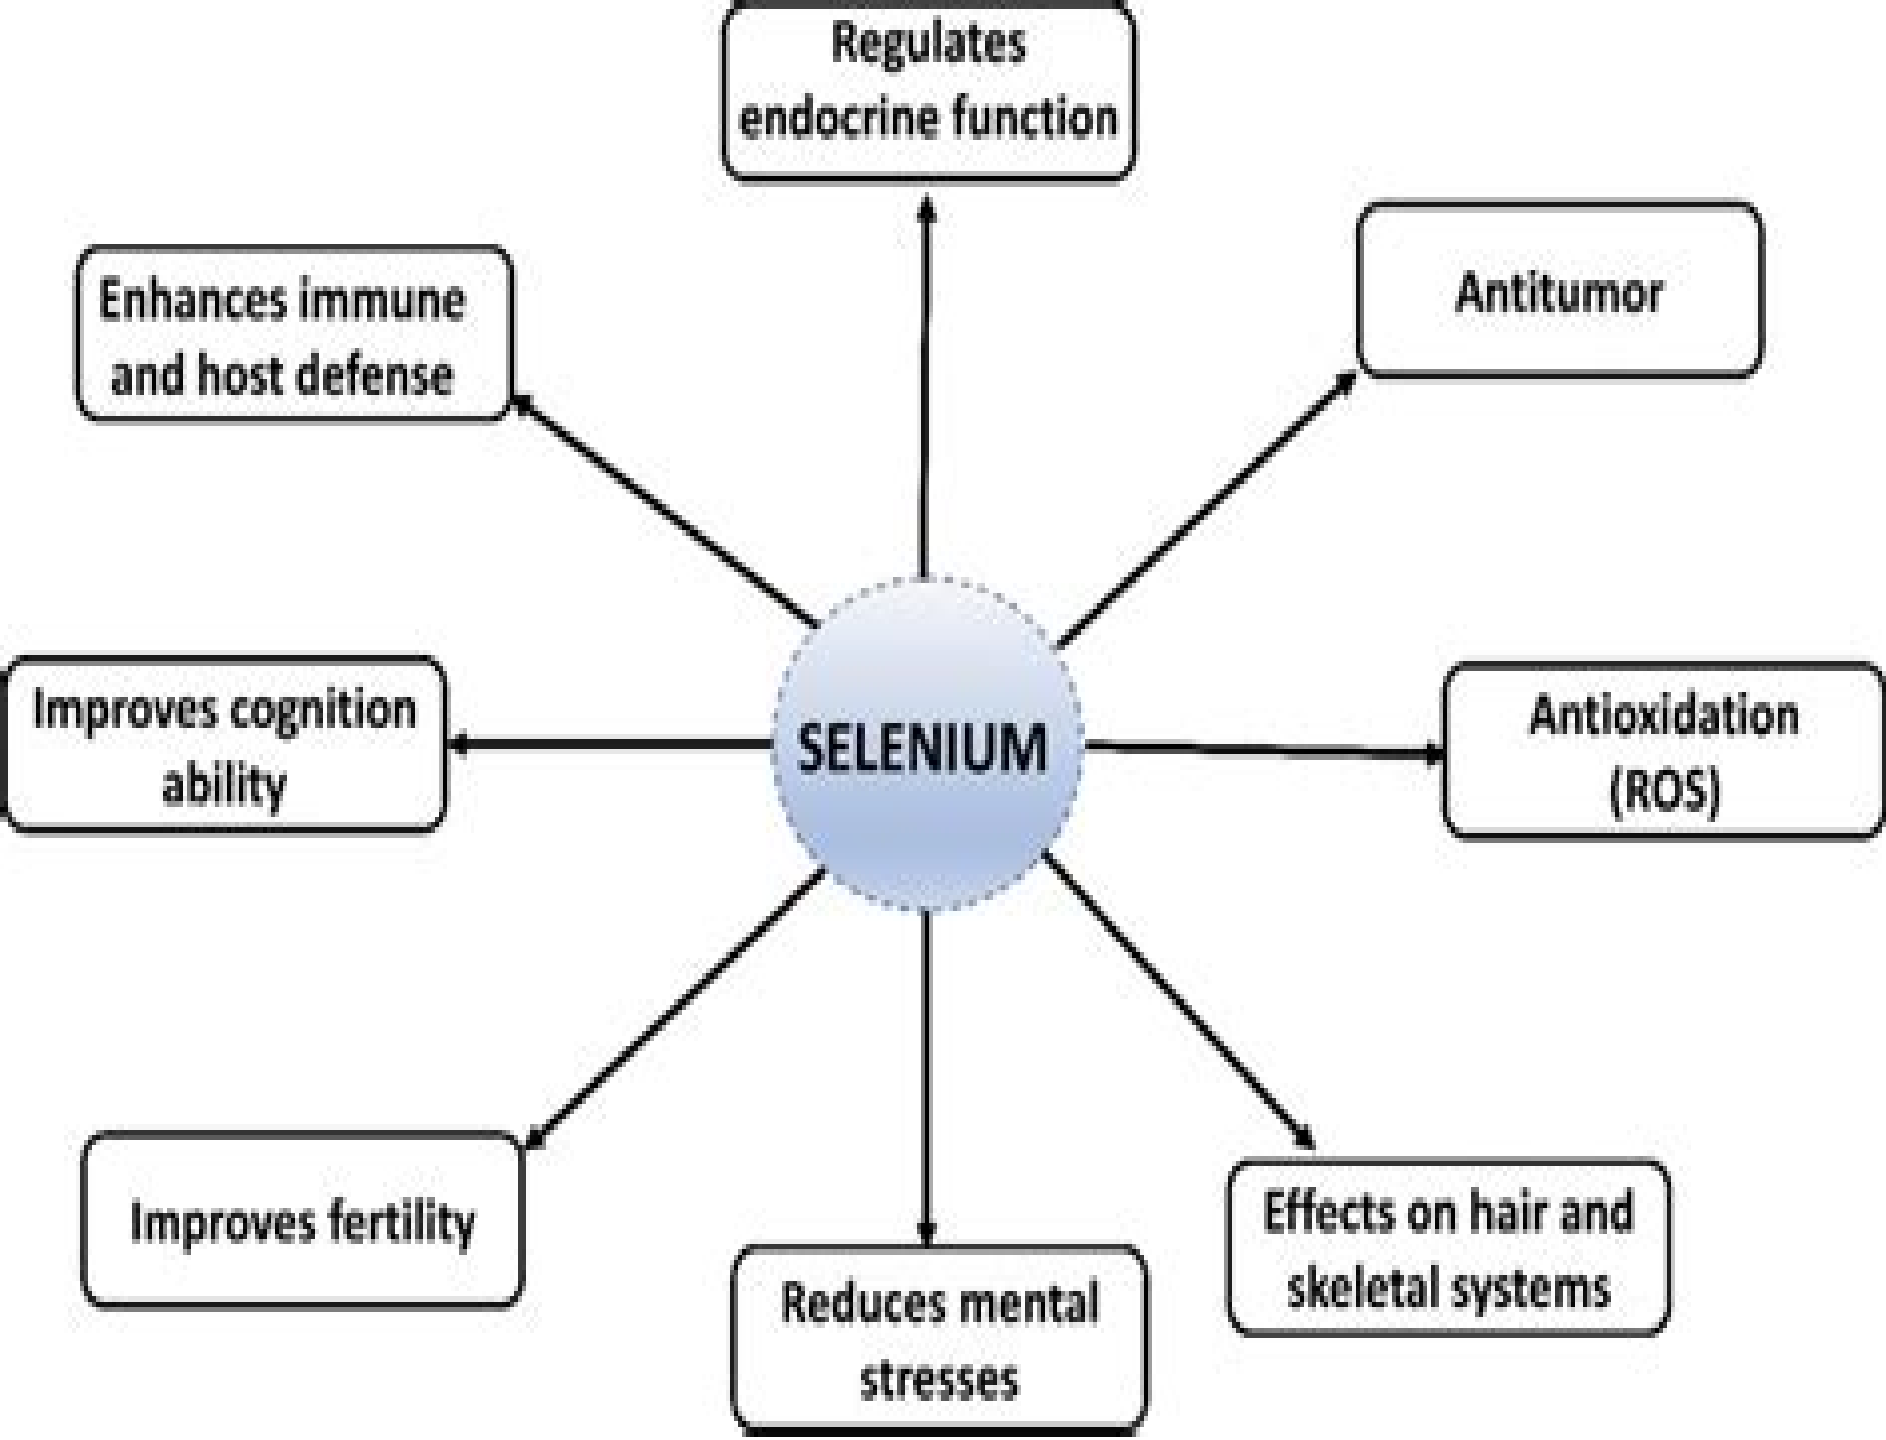 Regulates
endocrine function
Antitumor
Enhances immune
and host defense
Improves cognition
ability
SELENIUM
Antioxidation
(ROS)
Improves fertility
Effects on hair and
skeletal systems
Reduces mental
stresses